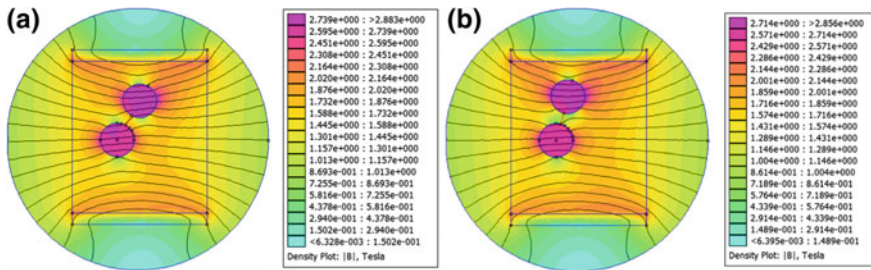 (a)
2.739e+000 : >2.883e+000
2.595e+000 : 2.739e+000
2.451e+000 : 2.595e+000
2.308e+000 : 2.451e+000
2.164e+000 : 2.308e+000
2.020e+000 : 2.164e+000
1.876e+000 : 2.020e+000
1.732e+000 : 1.876e+000
1.588e+000 : 1.732e+000
1.445e+000 : 1.588e+000
1.301e+000 : 1.445e+000
1.157e+000 : 1.301e+000
1.013e+000 : 1.157e+000
8.693e-001 : 1.013e+000
7.255e-001 : 8.693e-001
5.816e-001 : 7.255e-001
4.378e-001 : 5.816e-001
2.940e-001 : 4.378e-001
1.502e-001 : 2.940e-001
<6.328e-003 : 1.502e-001
Density Plot: |B|, Tesla
(b)
2.714e+000 : >2.856e+000
2.571e+000 : 2.714e+000
2.429e+000 : 2.571e+000
2.286e+000 : 2.429e+000
2.144e+000 : 2.286e+000
2.001e+000 : 2.144e+000
1.859e+000 : 2.001e+000
1.716e+000 : 1.859e+000
1.574e+000 : 1.716e+000
1.431e+000 : 1.574e+000
1.289e+000 : 1.431e+000
1.146e+000 : 1.289e+000
1.004e+000 : 1.146e+000
8.614e-001 : 1.004e+000
7.189e-001 : 8.614e-001
5.764e-001 : 7.189e-001
4.339e-001 : 5.764e-001
2.914e-001 : 4.339e-001
1.489e-001 : 2.914e-001
<6.395e-003 : 1.489e-001
Density Plot: |B|, Tesla